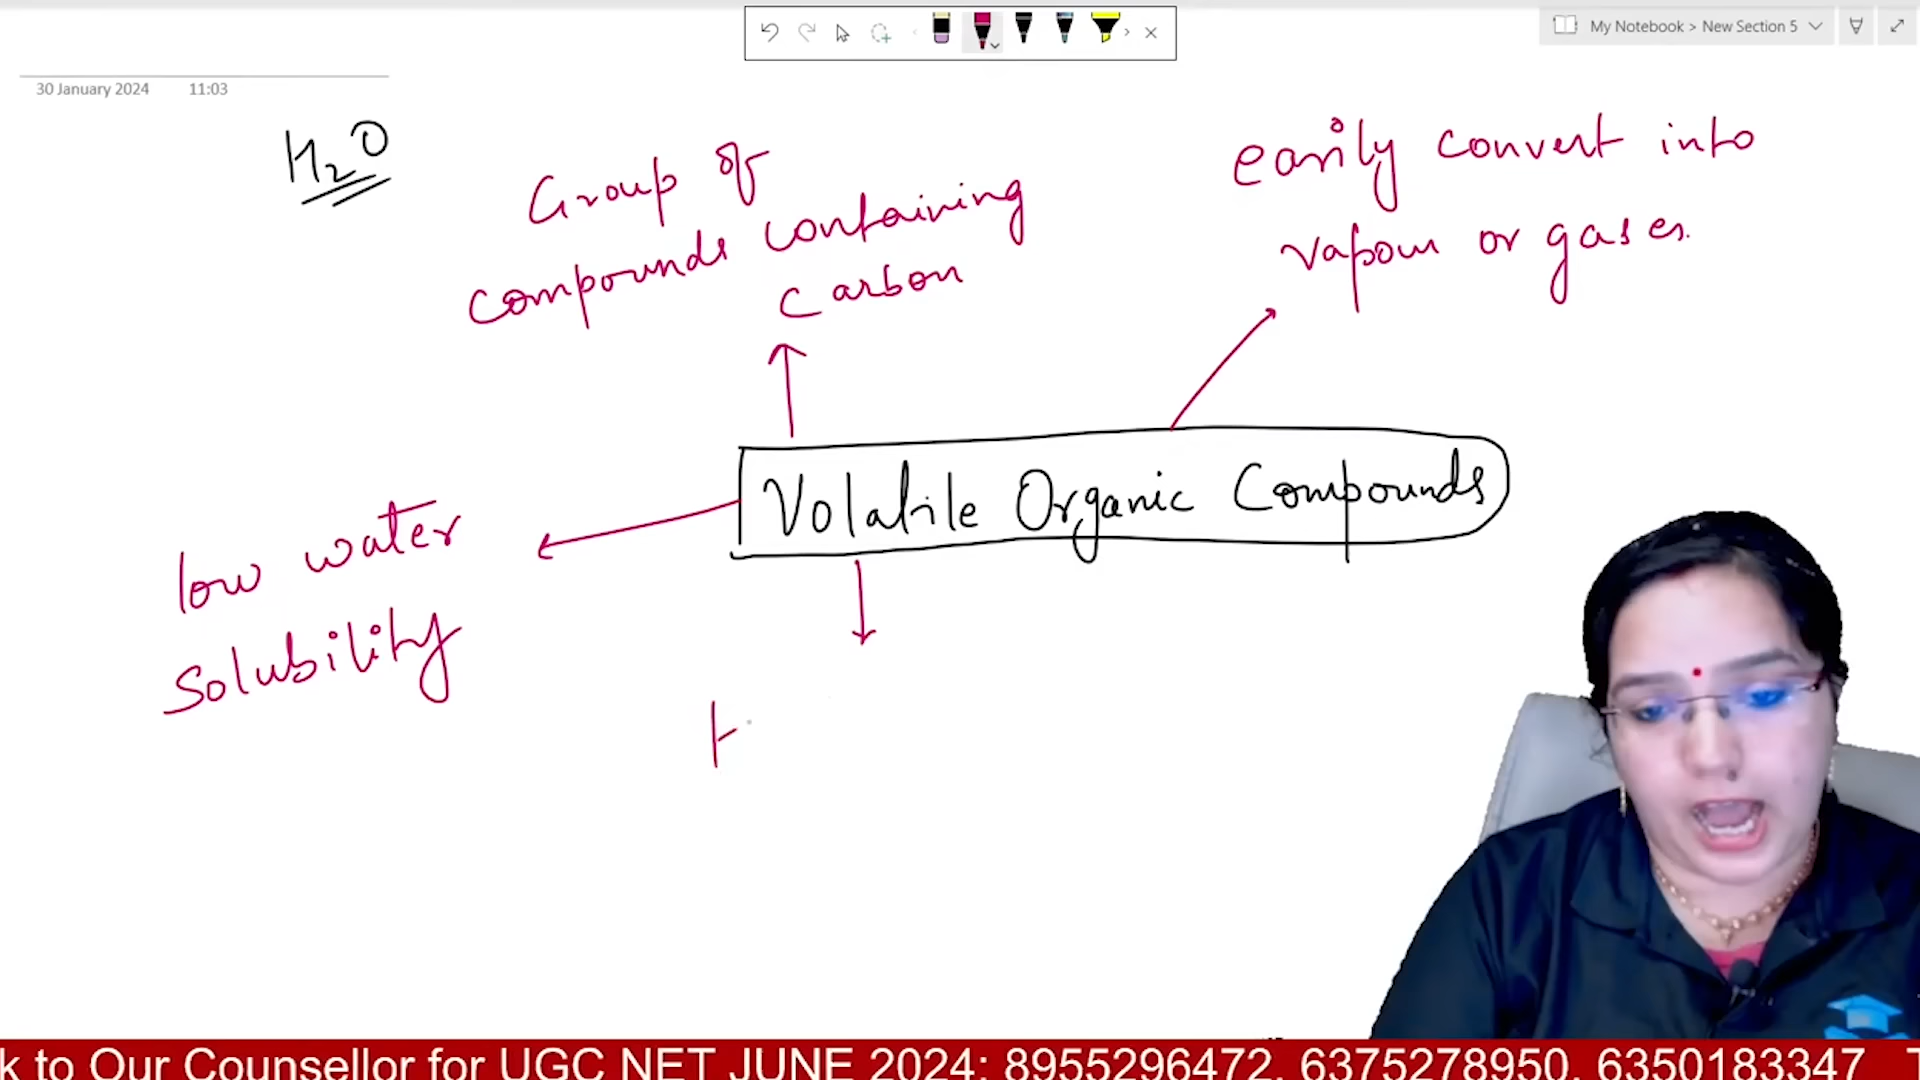 My Notebook > New Section 5
30 January 2024 11:03
H2O
Group of
compounds containing
Carbon
easily convert into
vapour or gases.
Volatile Organic Compounds
low water
solubility
k to Our Counsellor for UGC NET JUNE 2024: 8955296472, 6375278950, 6350183347 T